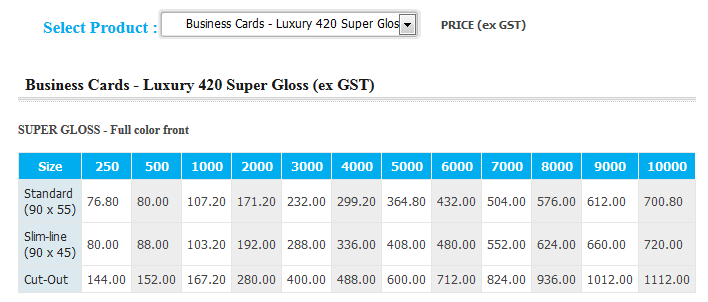 Select Product : Business Cards - Luxury 420 Super Glos PRICE (ex GST)
Business Cards - Luxury 420 Super Gloss (ex GST)
SUPER GLOSS - Full color front
Size 250 500 1000 2000 3000 4000 5000 6000 7000 8000 9000 10000
Standard
(90 x 55) 76.80 80.00 107.20 171.20 232.00 299.20 364.80 432.00 504.00 576.00 612.00 700.80
Slim-line
(90 x 45) 80.00 88.00 103.20 192.00 288.00 336.00 408.00 480.00 552.00 624.00 660.00 720.00
Cut-Out 144.00 152.00 167.20 280.00 400.00 488.00 600.00 712.00 824.00 936.00 1012.00 1112.00